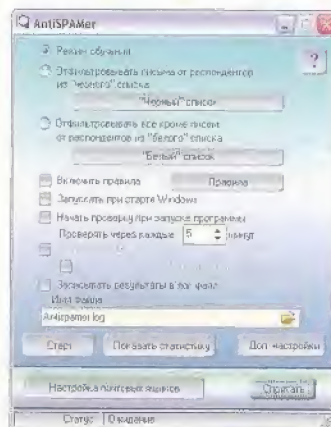 AntiSPAMer
Режим обучения
Отфильтровывать письма от респондентов
из "черного" списка
"Черный" список
Отфильтровывать все кроме писем
от респондентов из "белого" списка
"Белый" список
Включить правила
Правила
Запускать при старте Windows
Начать проверку при запуске программы
Проверять через каждые 5 минут
Записывать результаты в лог файл
Имя файла
Antispamer.log
Старт
Показать статистику
Доп. настройки
Настройка почтовых ящиков
Спрятать
Статус Ожидание